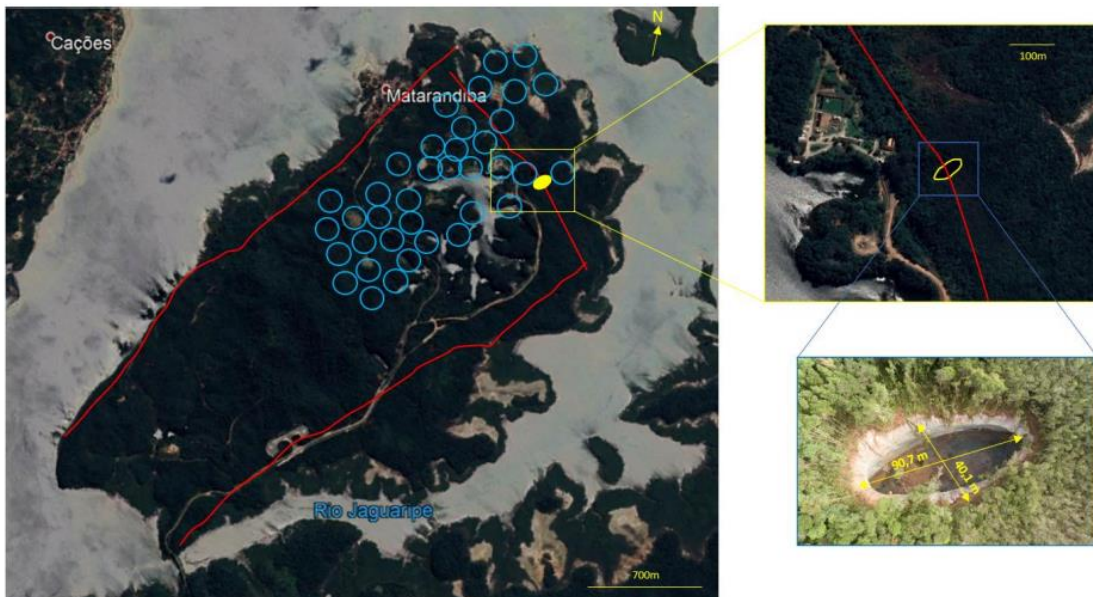 Cações
N
Matarandiba
100m
90,7 m
40,1 m
Rio Jaguaripe
700m